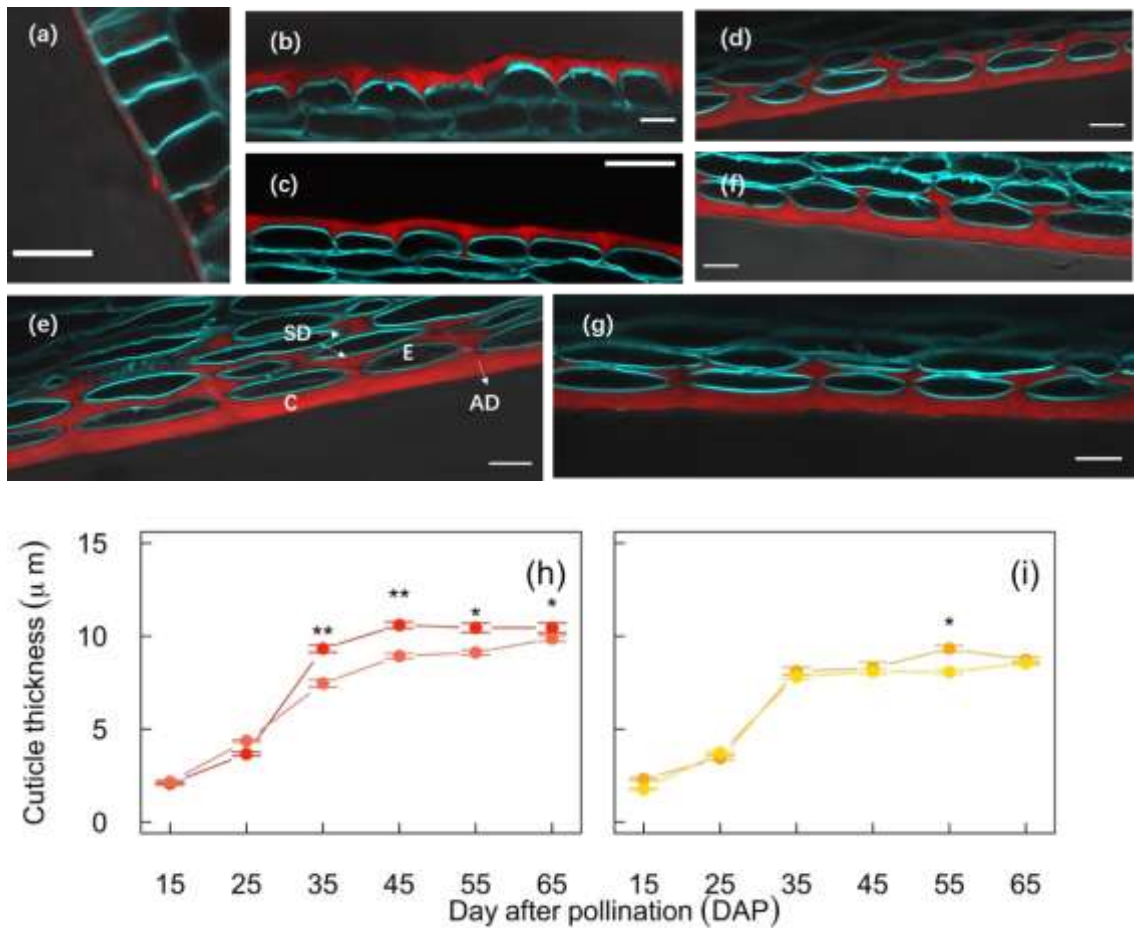 (a)
(b)
(d)
(c)
(f)
(e)
SD
E
C
AD
(g)
Cuticle thickness (μ m)
15
10
5
0
(h)
**
**
*
*
(i)
*
15 25 35 45 55 65
15 25 35 45 55 65
Day after pollination (DAP)